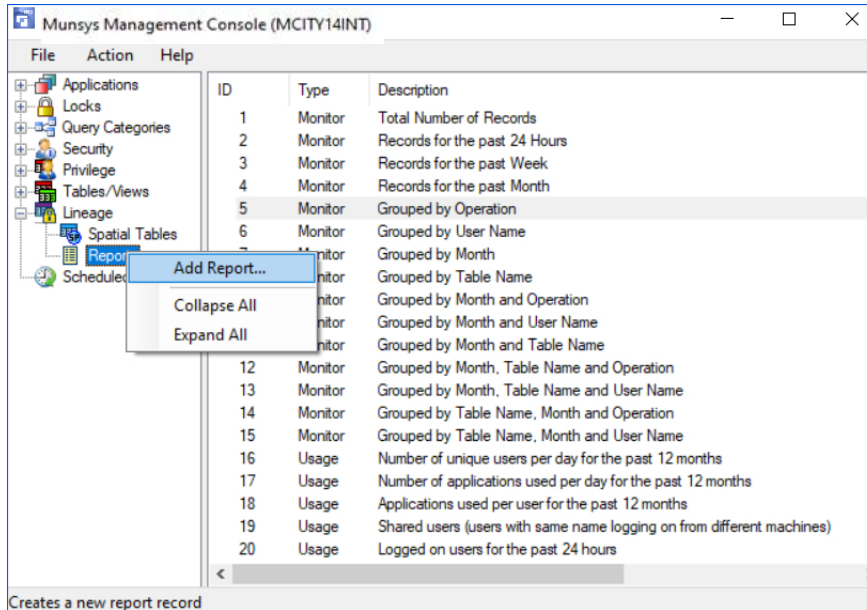 Munsys Management Console (MCITY14INT)
File Action Help
Applications
Locks
Query Categories
Security
Privilege
Tables/Views
Lineage
Spatial Tables
Repor
Scheduled
Add Report...
Collapse All
Expand All
ID Type Description
1 Monitor Total Number of Records
2 Monitor Records for the past 24 Hours
3 Monitor Records for the past Week
4 Monitor Records for the past Month
5 Monitor Grouped by Operation
6 Monitor Grouped by User Name
7 Monitor Grouped by Month
nitor Grouped by Table Name
nitor Grouped by Month and Operation
nitor Grouped by Month and User Name
nitor Grouped by Month and Table Name
12 Monitor Grouped by Month, Table Name and Operation
13 Monitor Grouped by Month, Table Name and User Name
14 Monitor Grouped by Table Name, Month and Operation
15 Monitor Grouped by Table Name, Month and User Name
16 Usage Number of unique users per day for the past 12 months
17 Usage Number of applications used per day for the past 12 months
18 Usage Applications used per user for the past 12 months
19 Usage Shared users (users with same name logging on from different machines)
20 Usage Logged on users for the past 24 hours
Creates a new report record